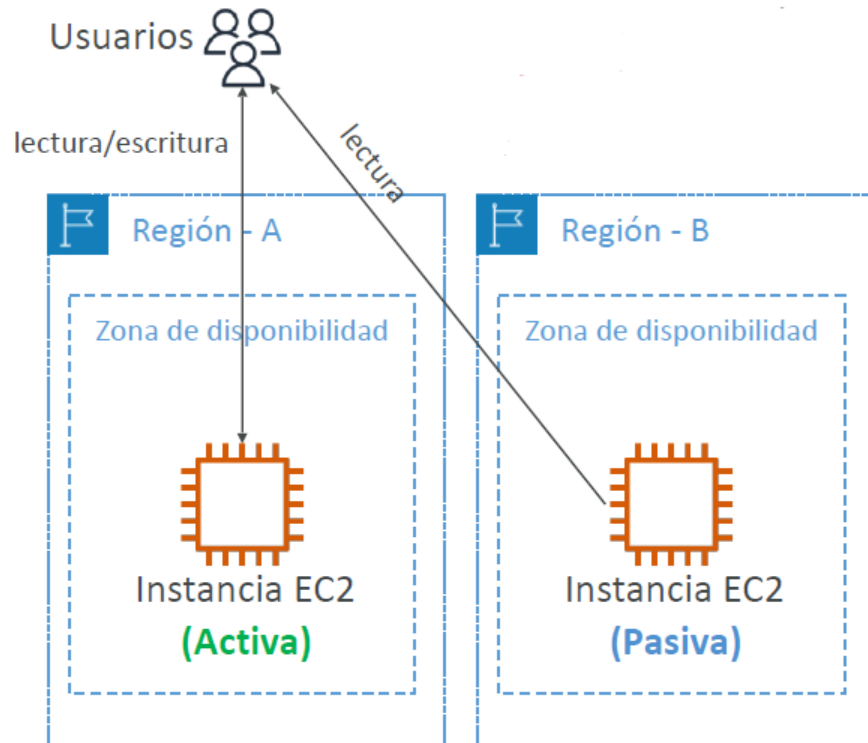 Usuarios
lectura/escritura
lectura
Región - A
Región - B
Zona de disponibilidad
Zona de disponibilidad
Instancia EC2
(Activa)
Instancia EC2
(Pasiva)